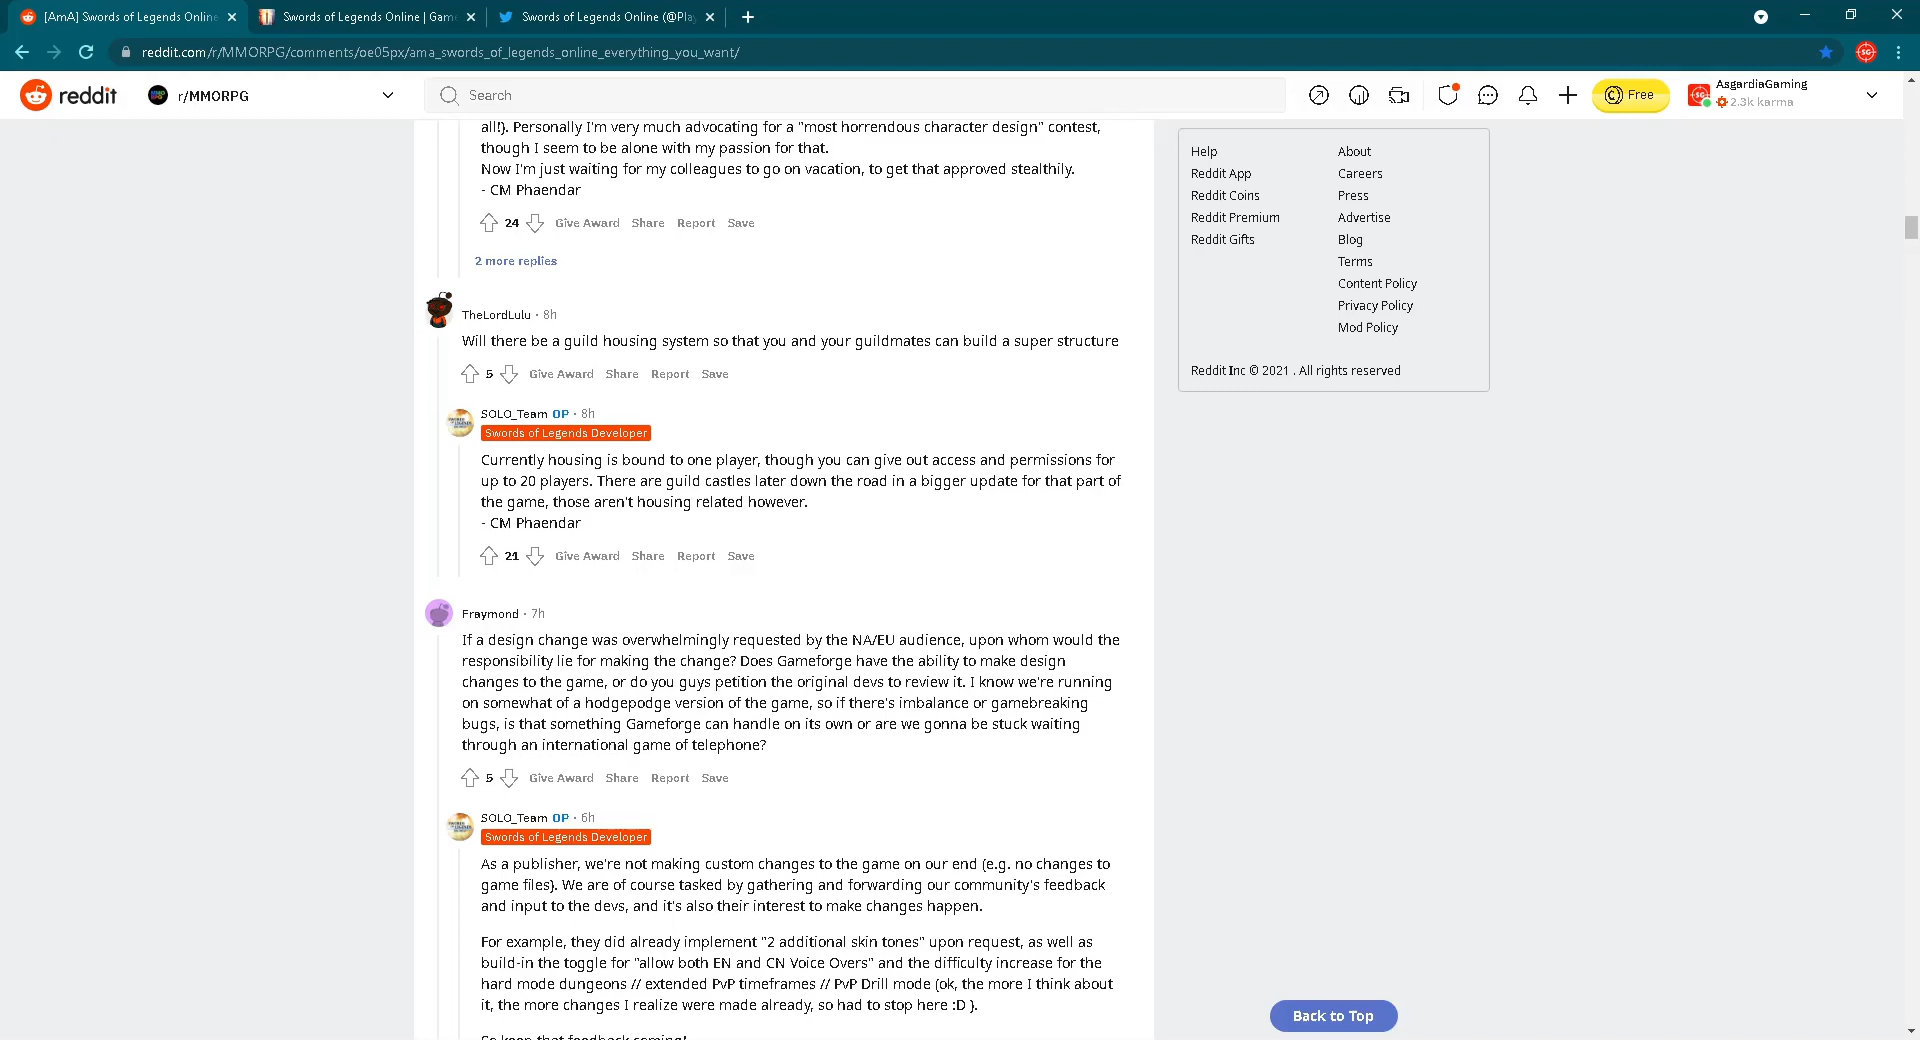 [AmA] Swords of Legends Online
Swords of Legends Online | Gam
Swords of Legends Online (@Pla
reddit.com/r/MMORPG/comments/oe05px/ama_swords_of_legends_online_everything_you_want/
reddit
r/MMORPG
Search
Free
AsgardiaGaming
2.3k karma
all!). Personally I'm very much advocating for a "most horrendous character design" contest,
though I seem to be alone with my passion for that.
Now I'm just waiting for my colleagues to go on vacation, to get that approved stealthily.
- CM Phaendar
24 Give Award Share Report Save
2 more replies
TheLordLulu · 8h
Will there be a guild housing system so that you and your guildmates can build a super structure
5 Give Award Share Report Save
SOLO_Team OP · 8h
Swords of Legends Developer
Currently housing is bound to one player, though you can give out access and permissions for
up to 20 players. There are guild castles later down the road in a bigger update for that part of
the game, those aren't housing related however.
- CM Phaendar
21 Give Award Share Report Save
Fraymond · 7h
If a design change was overwhelmingly requested by the NA/EU audience, upon whom would the
responsibility lie for making the change? Does Gameforge have the ability to make design
changes to the game, or do you guys petition the original devs to review it. I know we're running
on somewhat of a hodgepodge version of the game, so if there's imbalance or gamebreaking
bugs, is that something Gameforge can handle on its own or are we gonna be stuck waiting
through an international game of telephone?
5 Give Award Share Report Save
SOLO_Team OP · 6h
Swords of Legends Developer
As a publisher, we're not making custom changes to the game on our end (e.g. no changes to
game files). We are of course tasked by gathering and forwarding our community's feedback
and input to the devs, and it's also their interest to make changes happen.
For example, they did already implement "2 additional skin tones" upon request, as well as
build-in the toggle for "allow both EN and CN Voice Overs" and the difficulty increase for the
hard mode dungeons // extended PvP timeframes // PvP Drill mode (ok, the more I think about
it, the more changes I realize were made already, so had to stop here :D ).
So keep that feedback coming!
Help
Reddit App
Reddit Coins
Reddit Premium
Reddit Gifts
About
Careers
Press
Advertise
Blog
Terms
Content Policy
Privacy Policy
Mod Policy
Reddit Inc © 2021 . All rights reserved
Back to Top